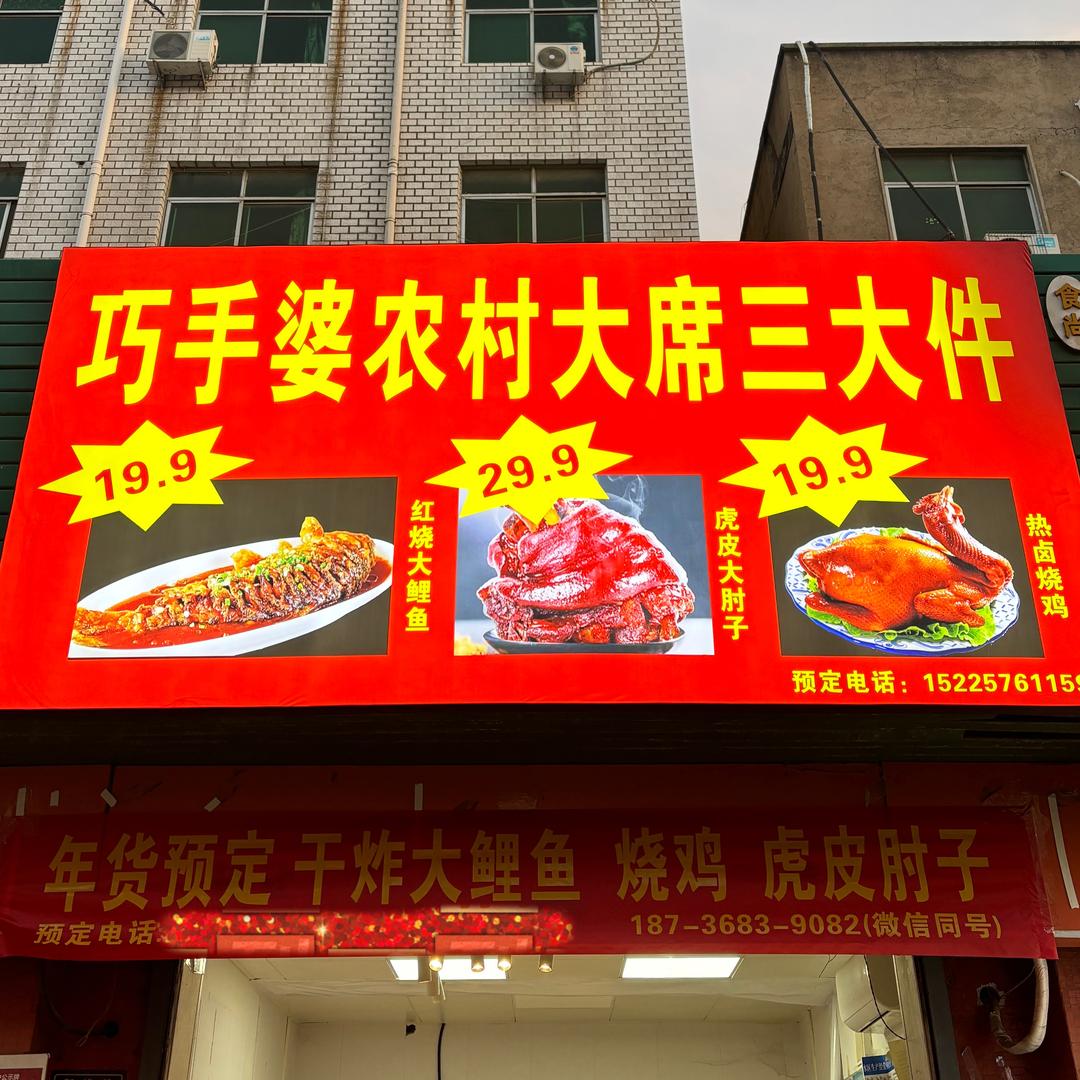 巧手婆农村大席三大件
19.9
29.9
19.9
红烧大鲤鱼
虎皮大肘子
热卤烧鸡
预定电话：15225761159
食尚
年货预定 干炸大鲤鱼 烧鸡 虎皮肘子
预定电话
187-3683-9082(微信同号)